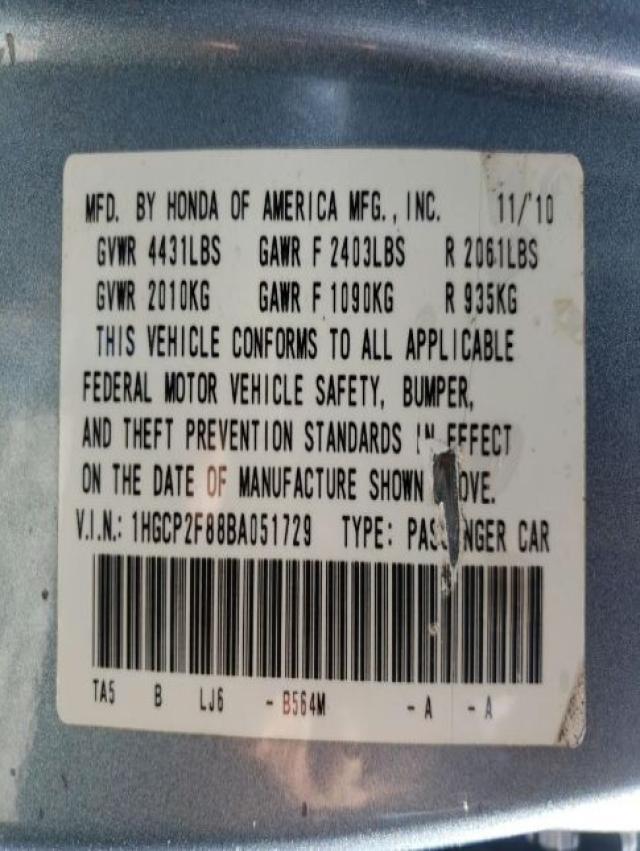 MFD. BY HONDA OF AMERICA MFG., INC. 11/'10
GVWR 4431LBS GAWR F 2403LBS R 2061LBS
GVWR 2010KG GAWR F 1090KG R 935KG
THIS VEHICLE CONFORMS TO ALL APPLICABLE
FEDERAL MOTOR VEHICLE SAFETY, BUMPER,
AND THEFT PREVENTION STANDARDS IN EFFECT
ON THE DATE OF MANUFACTURE SHOWN
V.I.N.: 1HGCP2F88BA051729 TYPE: PASSENGER CAR
TA5 B LJ6 - B564M - A - A